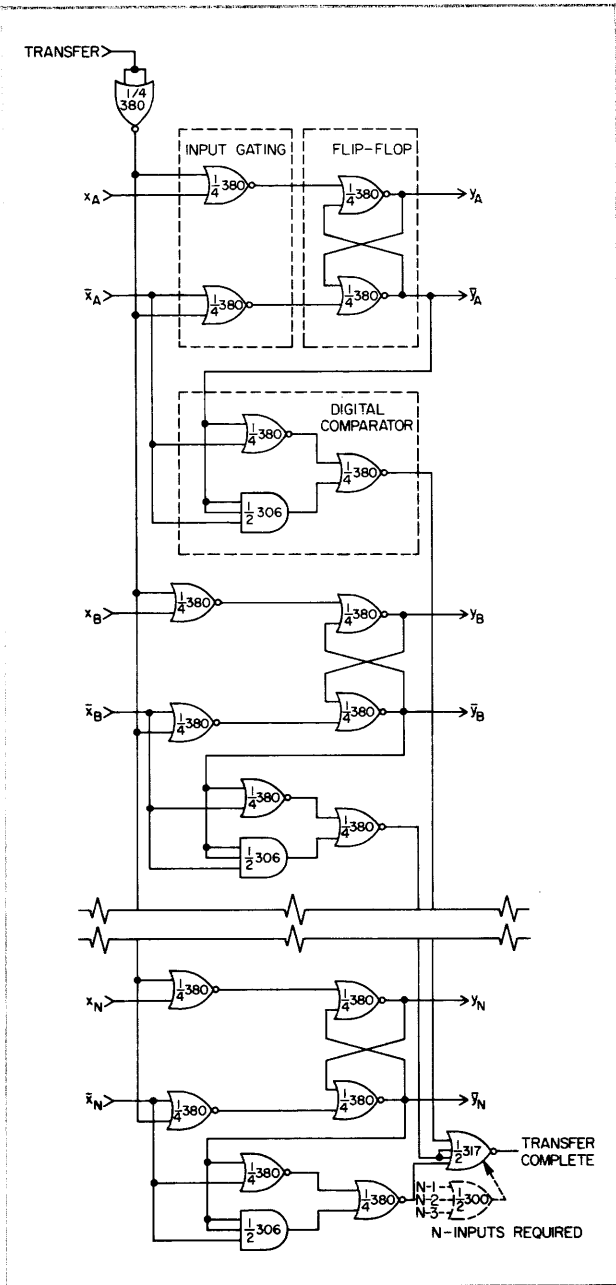 TRANSFER
1/4 380
INPUT GATING
FLIP-FLOP
x_A
1/4 380
1/4 380
y_A
x̄_A
1/4 380
1/4 380
ȳ_A
DIGITAL
COMPARATOR
1/4 380
1/4 380
1/2 306
x_B
1/4 380
1/4 380
y_B
x̄_B
1/4 380
1/4 380
ȳ_B
1/4 380
1/4 380
1/2 306
x_N
1/4 380
1/4 380
y_N
x̄_N
1/4 380
1/4 380
ȳ_N
1/2 317
TRANSFER
COMPLETE
1/4 380
1/4 380
1/2 306
N-1
N-2
N-3
1/2 300
N-INPUTS REQUIRED